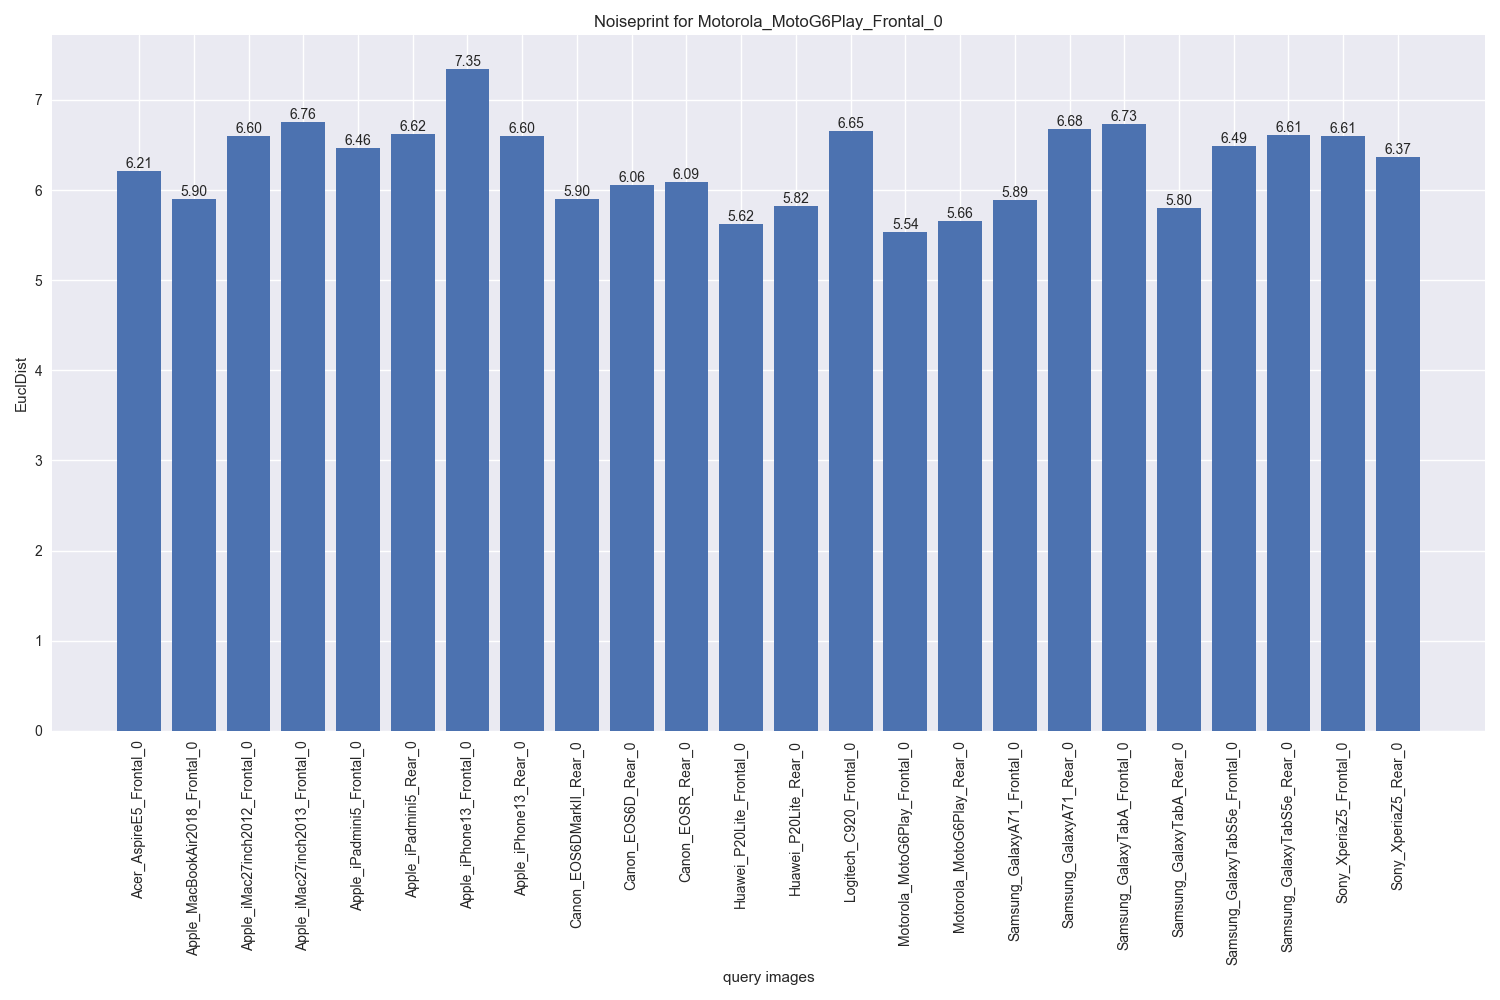 Noiseprint for Motorola_MotoG6Play_Frontal_0
EuclDist
7
6
5
4
3
2
1
0
6.21
5.90
6.60
6.76
6.46
6.62
7.35
6.60
5.90
6.06
6.09
5.62
5.82
6.65
5.54
5.66
5.89
6.68
6.73
5.80
6.49
6.61
6.61
6.37
Acer_AspireE5_Frontal_0
Apple_MacBookAir2018_Frontal_0
Apple_iMac27inch2012_Frontal_0
Apple_iMac27inch2013_Frontal_0
Apple_iPadmini5_Frontal_0
Apple_iPadmini5_Rear_0
Apple_iPhone13_Frontal_0
Apple_iPhone13_Rear_0
Canon_EOS6DMarkII_Rear_0
Canon_EOS6D_Rear_0
Canon_EOSR_Rear_0
Huawei_P20Lite_Frontal_0
Huawei_P20Lite_Rear_0
Logitech_C920_Frontal_0
Motorola_MotoG6Play_Frontal_0
Motorola_MotoG6Play_Rear_0
Samsung_GalaxyA71_Frontal_0
Samsung_GalaxyA71_Rear_0
Samsung_GalaxyTabA_Frontal_0
Samsung_GalaxyTabA_Rear_0
Samsung_GalaxyTabS5e_Frontal_0
Samsung_GalaxyTabS5e_Rear_0
Sony_XperiaZ5_Frontal_0
Sony_XperiaZ5_Rear_0
query images